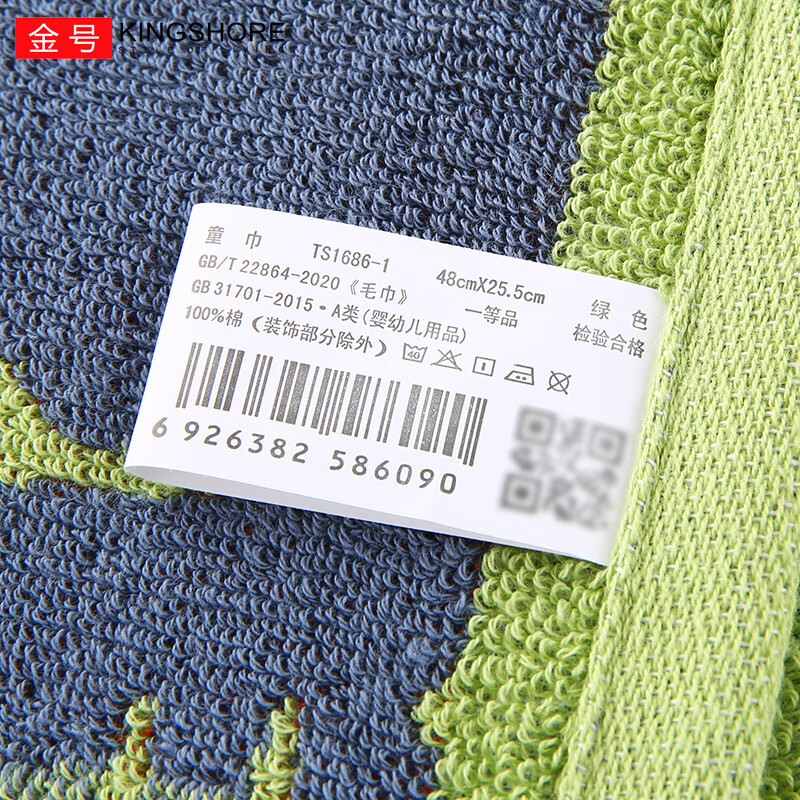 金号 KINGSHORE
童 巾 TS1686-1 48cmX25.5cm 绿 色
GB/T 22864-2020《毛巾》 一等品 检验合格
GB 31701-2015·A类(婴幼儿用品)
100%棉(装饰部分除外) 40
6 926382 586090